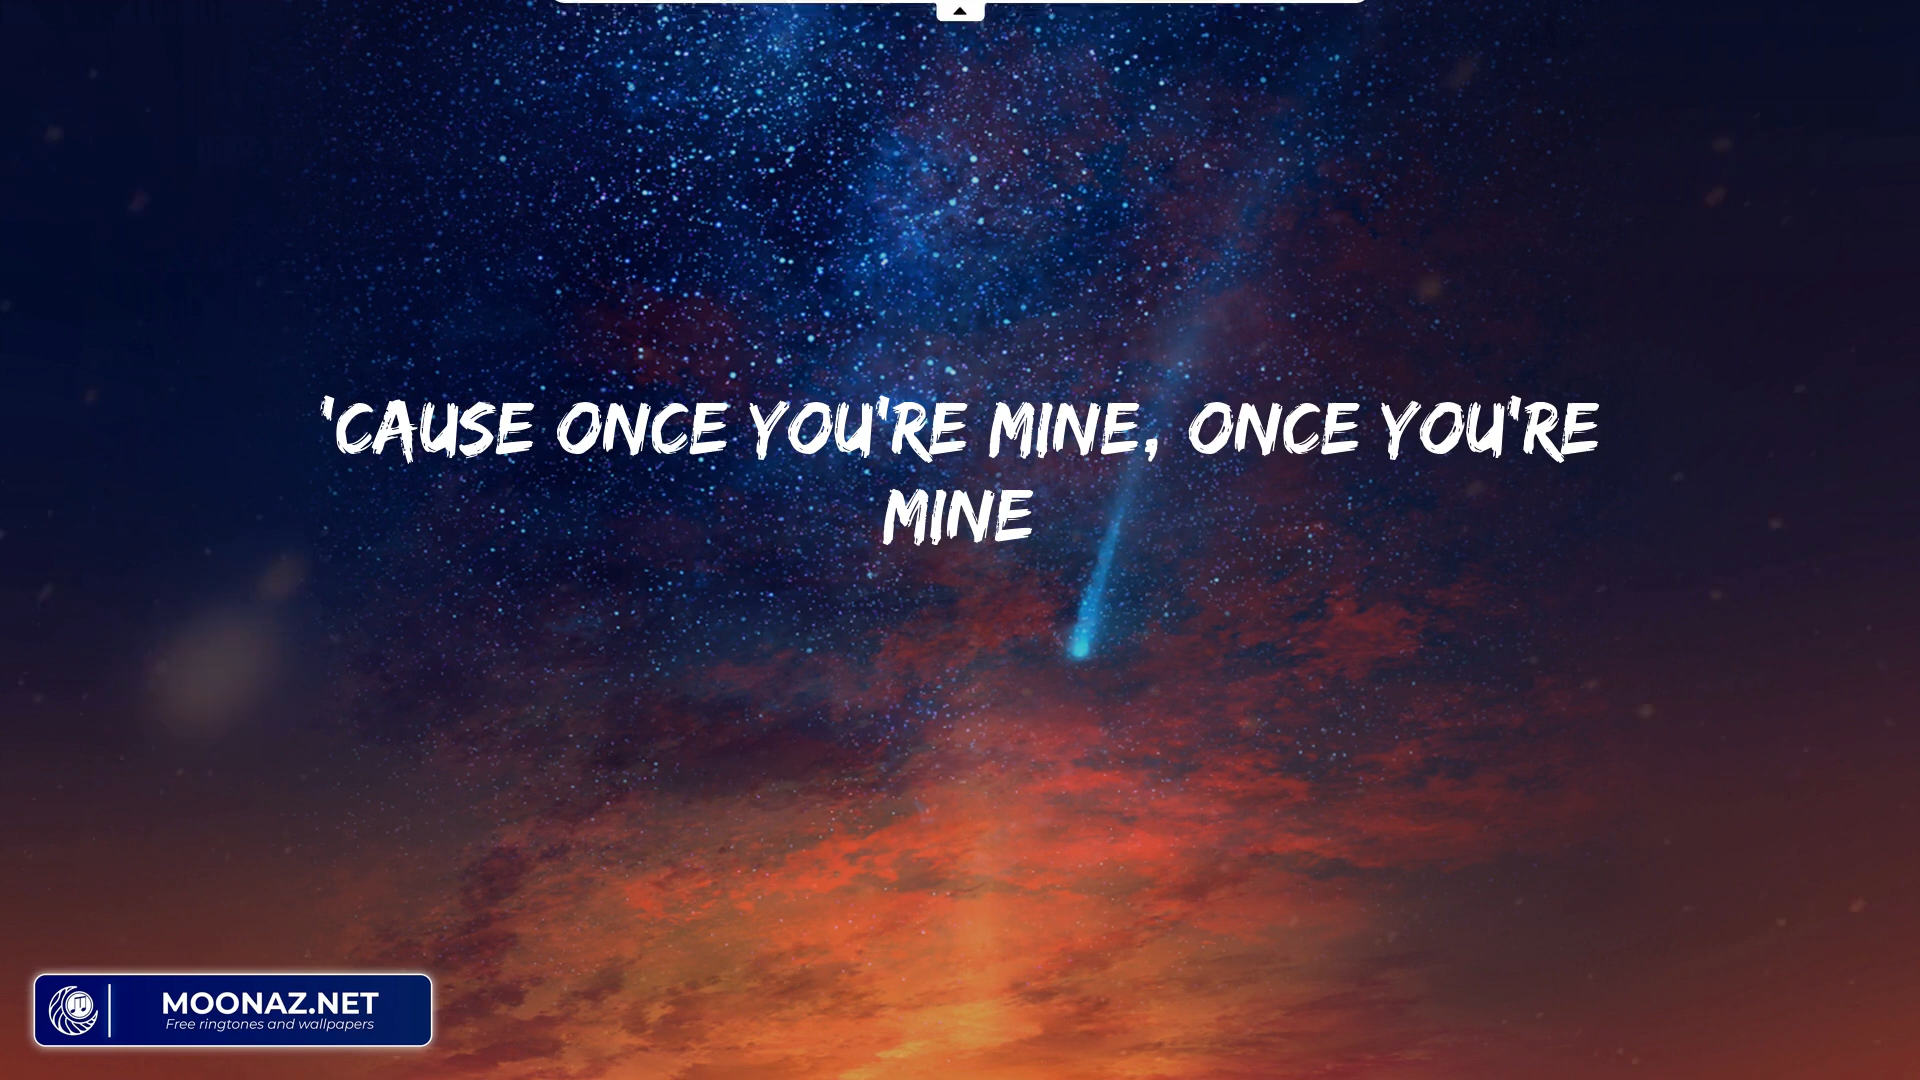 'CAUSE ONCE YOU'RE MINE, ONCE YOU'RE
MINE
MOONAZ.NET
Free ringtones and wallpapers